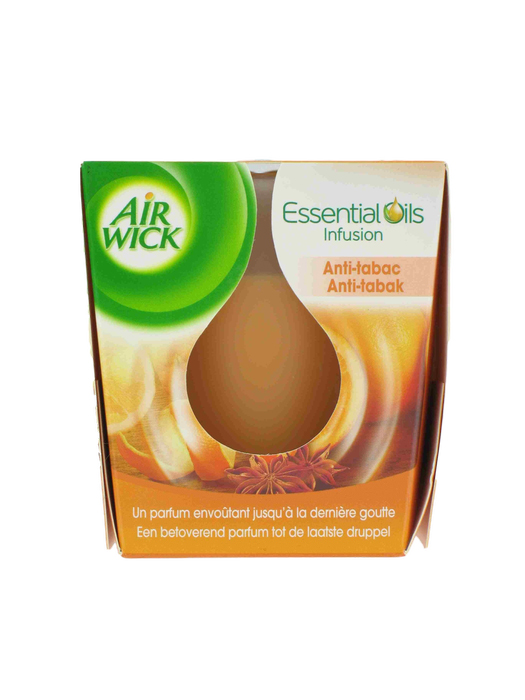 AIR
WICK
Essential Oils
Infusion
Anti-tabac
Anti-tabak
Un parfum envoûtant jusqu'à la dernière goutte
Een betoverend parfum tot de laatste druppel